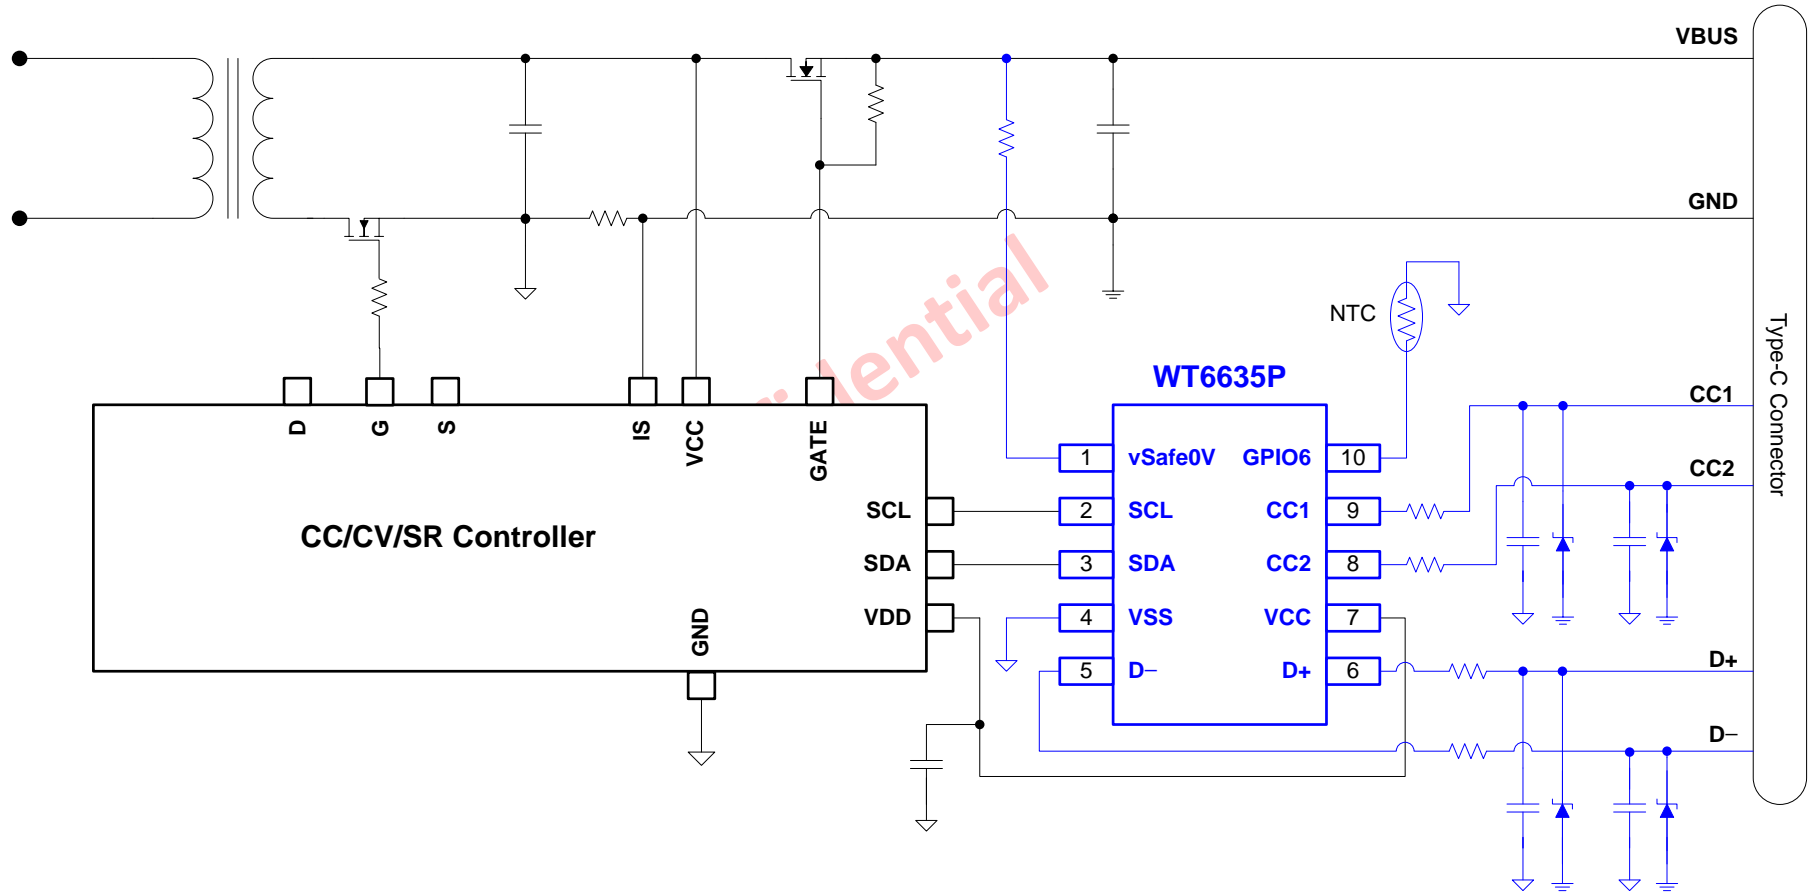 VBUS
GND
NTC
Type-C Connector
WT6635P
CC1
CC2
D
G
S
IS
VCC
GATE
1 vSafe0V GPIO6 10
SCL 2 SCL CC1 9
CC/CV/SR Controller
SDA 3 SDA CC2 8
VDD 4 VSS VCC 7
GND
5 D− D+ 6
D+
D−